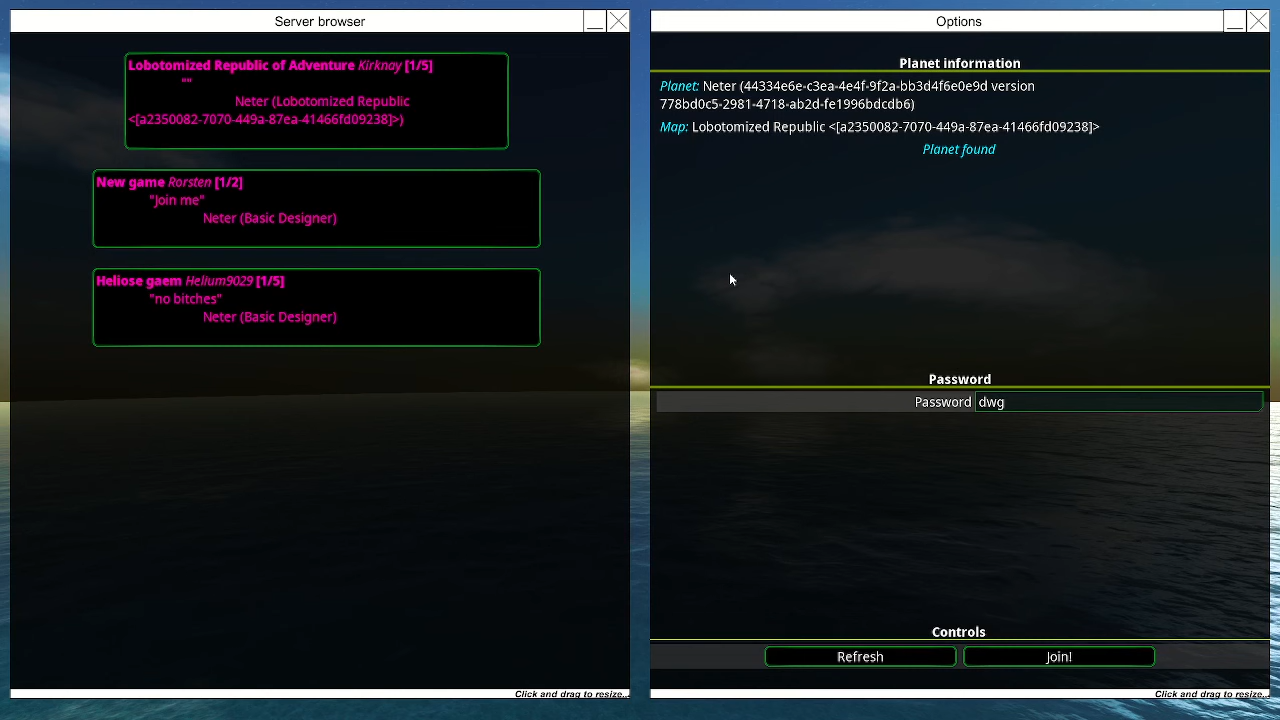 Server browser
Lobotomized Republic of Adventure Kirknay [1/5]
""
Neter (Lobotomized Republic
<[a2350082-7070-449a-87ea-41466fd09238]>)
New game Rorsten [1/2]
"Join me"
Neter (Basic Designer)
Heliose gaem Helium9029 [1/5]
"no bitches"
Neter (Basic Designer)
Click and drag to resize...
Options
Planet information
Planet: Neter (44334e6e-c3ea-4e4f-9f2a-bb3d4f6e0e9d version
778bd0c5-2981-4718-ab2d-fe1996bdcdb6)
Map: Lobotomized Republic <[a2350082-7070-449a-87ea-41466fd09238]>
Planet found
Password
Password dwg
Controls
Refresh Join!
Click and drag to resize...